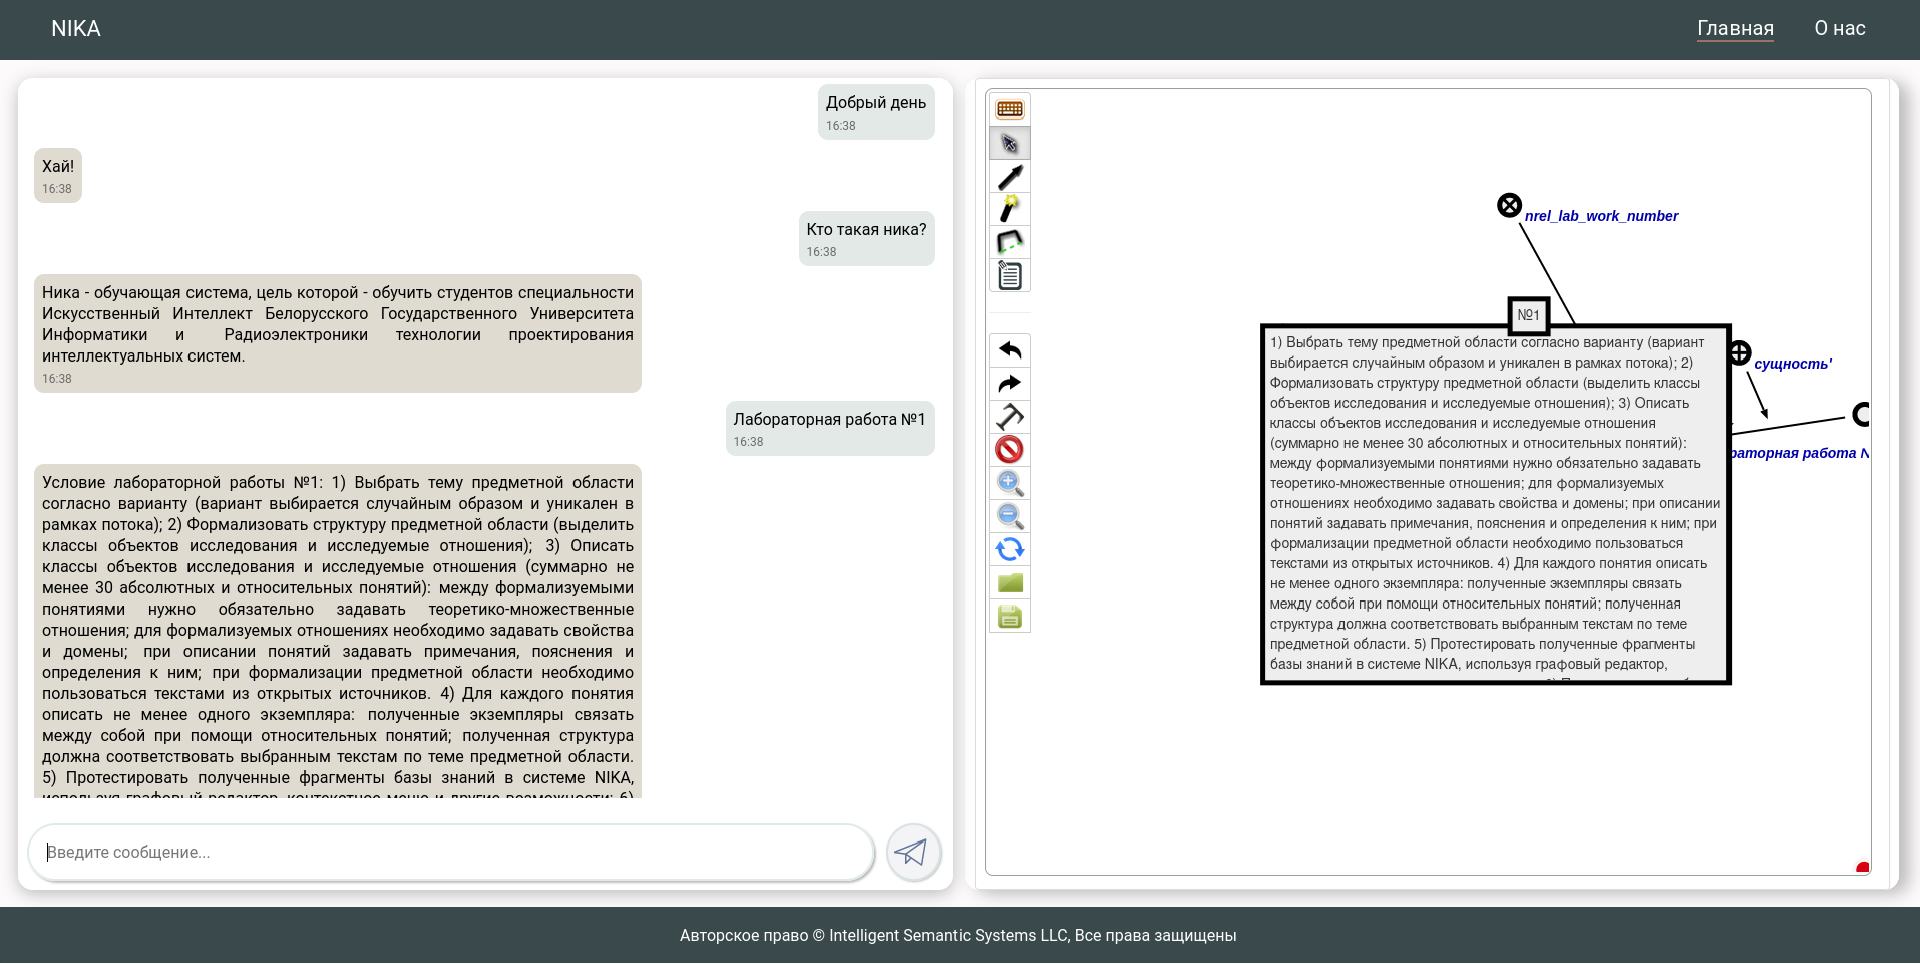 NIKA
Главная
О нас
Добрый день
16:38
Хай!
16:38
Кто такая ника?
16:38
Ника - обучающая система, цель которой - обучить студентов специальности
Искусственный Интеллект Белорусского Государственного Университета
Информатики и Радиоэлектроники технологии проектирования
интеллектуальных систем.
16:38
Лабораторная работа №1
16:38
Условие лабораторной работы №1: 1) Выбрать тему предметной области
согласно варианту (вариант выбирается случайным образом и уникален в
рамках потока); 2) Формализовать структуру предметной области (выделить
классы объектов исследования и исследуемые отношения); 3) Описать
классы объектов исследования и исследуемые отношения (суммарно не
менее 30 абсолютных и относительных понятий): между формализуемыми
понятиями нужно обязательно задавать теоретико-множественные
отношения; для формализуемых отношениях необходимо задавать свойства
и домены; при описании понятий задавать примечания, пояснения и
определения к ним; при формализации предметной области необходимо
пользоваться текстами из открытых источников. 4) Для каждого понятия
описать не менее одного экземпляра: полученные экземпляры связать
между собой при помощи относительных понятий; полученная структура
должна соответствовать выбранным текстам по теме предметной области.
5) Протестировать полученные фрагменты базы знаний в системе NIKA,
используя графовый редактор, контекстное меню и другие возможности; 6)
Введите сообщение...
nrel_lab_work_number
№1
1) Выбрать тему предметной области согласно варианту (вариант
выбирается случайным образом и уникален в рамках потока); 2)
Формализовать структуру предметной области (выделить классы
объектов исследования и исследуемые отношения); 3) Описать
классы объектов исследования и исследуемые отношения
(суммарно не менее 30 абсолютных и относительных понятий):
между формализуемыми понятиями нужно обязательно задавать
теоретико-множественные отношения; для формализуемых
отношениях необходимо задавать свойства и домены; при описании
понятий задавать примечания, пояснения и определения к ним; при
формализации предметной области необходимо пользоваться
текстами из открытых источников. 4) Для каждого понятия описать
не менее одного экземпляра: полученные экземпляры связать
между собой при помощи относительных понятий; полученная
структура должна соответствовать выбранным текстам по теме
предметной области. 5) Протестировать полученные фрагменты
базы знаний в системе NIKA, используя графовый редактор,
сущность'
раторная работа
Авторское право © Intelligent Semantic Systems LLC, Все права защищены